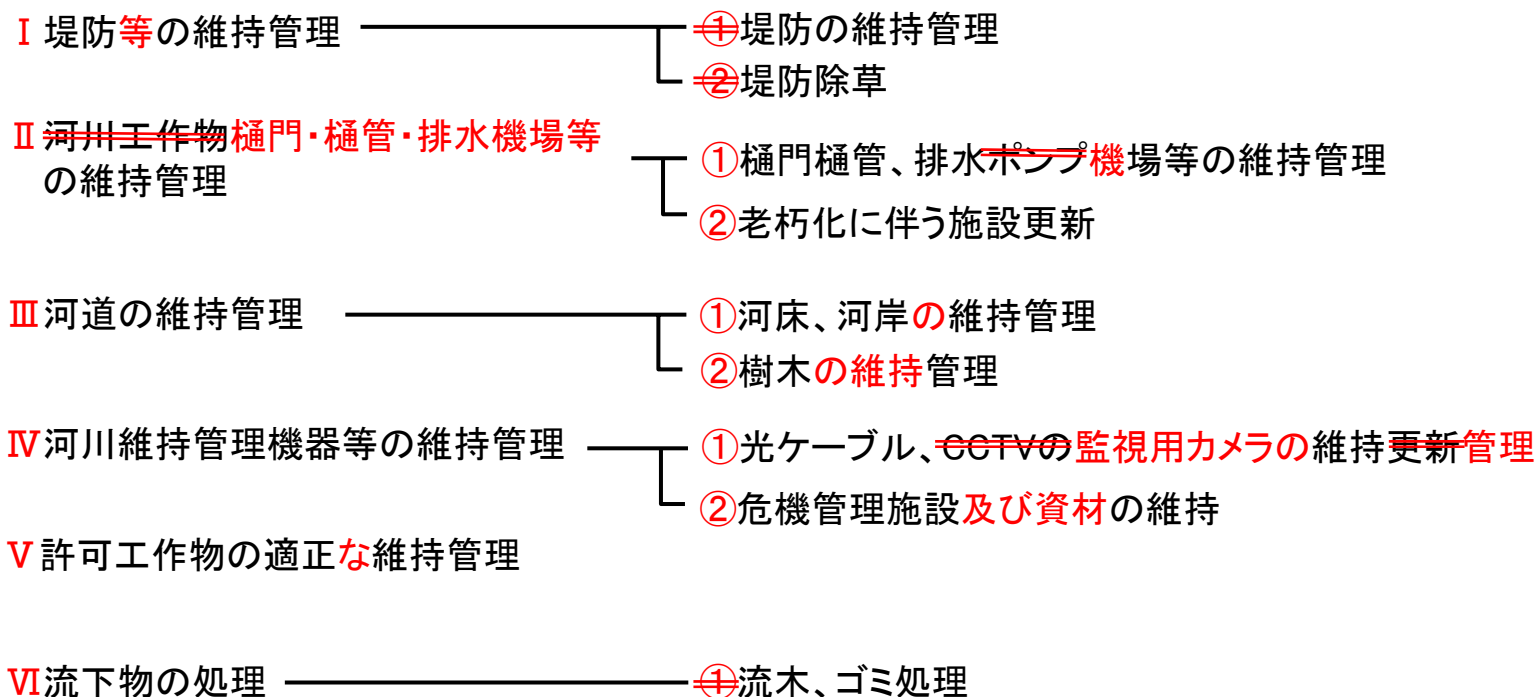 Ⅰ堤防等の維持管理
①堤防の維持管理
②堤防除草
Ⅱ河川工作物樋門・樋管・排水機場等
の維持管理
①樋門樋管、排水ポンプ機場等の維持管理
②老朽化に伴う施設更新
Ⅲ河道の維持管理
①河床、河岸の維持管理
②樹木の維持管理
Ⅳ河川維持管理機器等の維持管理
①光ケーブル、CCTVの監視用カメラの維持更新管理
②危機管理施設及び資材の維持
Ⅴ許可工作物の適正な維持管理
Ⅵ流下物の処理
①流木、ゴミ処理